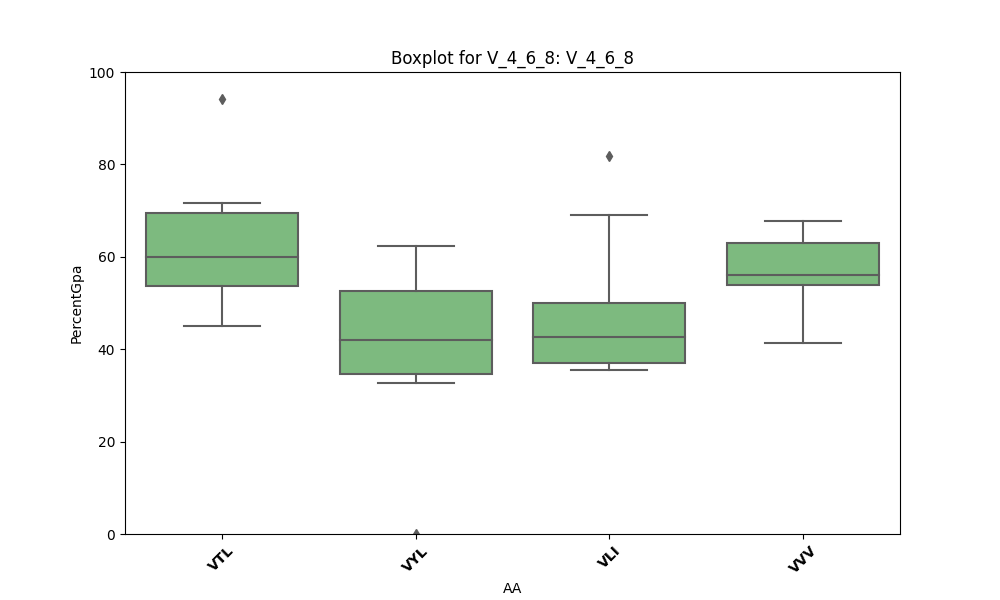 Boxplot for V_4_6_8: V_4_6_8
PercentGpa
100
80
60
40
20
0
VTL
VYL
VLI
VVV
AA